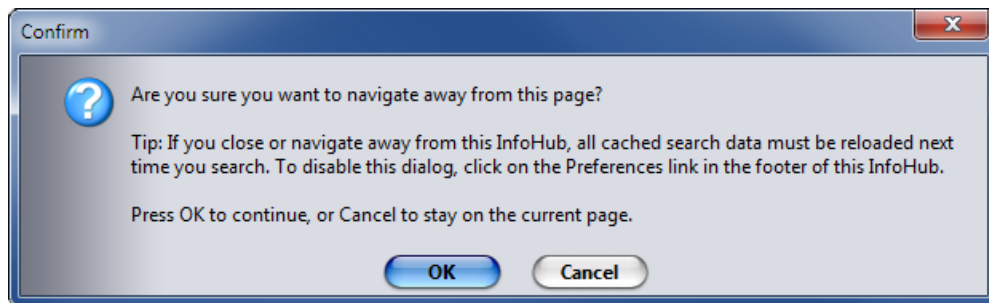 Confirm
Are you sure you want to navigate away from this page?
Tip: If you close or navigate away from this InfoHub, all cached search data must be reloaded next
time you search. To disable this dialog, click on the Preferences link in the footer of this InfoHub.
Press OK to continue, or Cancel to stay on the current page.
OK
Cancel